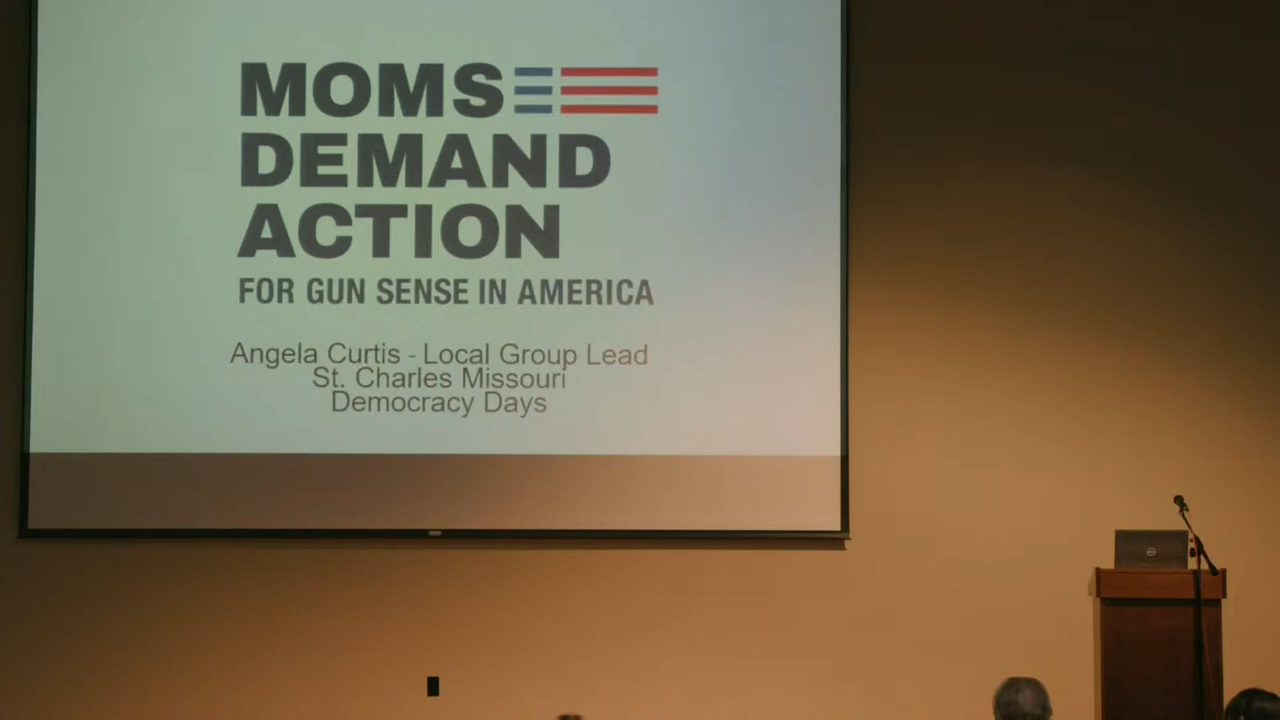 MOMS
DEMAND
ACTION
FOR GUN SENSE IN AMERICA
Angela Curtis - Local Group Lead
St. Charles Missouri
Democracy Days